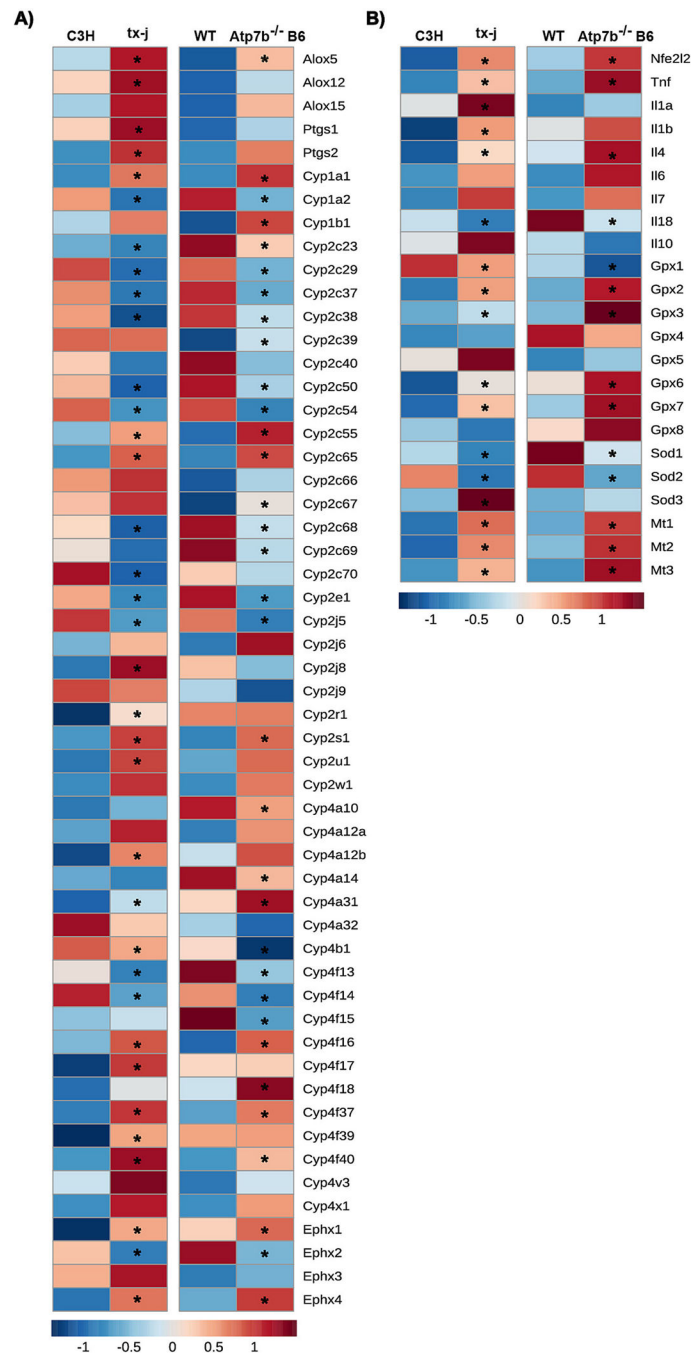 A)
C3H tx-j WT Atp7b-/- B6
Alox5
Alox12
Alox15
Ptgs1
Ptgs2
Cyp1a1
Cyp1a2
Cyp1b1
Cyp2c23
Cyp2c29
Cyp2c37
Cyp2c38
Cyp2c39
Cyp2c40
Cyp2c50
Cyp2c54
Cyp2c55
Cyp2c65
Cyp2c66
Cyp2c67
Cyp2c68
Cyp2c69
Cyp2c70
Cyp2e1
Cyp2j5
Cyp2j6
Cyp2j8
Cyp2j9
Cyp2r1
Cyp2s1
Cyp2u1
Cyp2w1
Cyp4a10
Cyp4a12a
Cyp4a12b
Cyp4a14
Cyp4a31
Cyp4a32
Cyp4b1
Cyp4f13
Cyp4f14
Cyp4f15
Cyp4f16
Cyp4f17
Cyp4f18
Cyp4f37
Cyp4f39
Cyp4f40
Cyp4v3
Cyp4x1
Ephx1
Ephx2
Ephx3
Ephx4
-1 -0.5 0 0.5 1
B)
C3H tx-j WT Atp7b-/- B6
Nfe2l2
Tnf
Il1a
Il1b
Il4
Il6
Il7
Il18
Il10
Gpx1
Gpx2
Gpx3
Gpx4
Gpx5
Gpx6
Gpx7
Gpx8
Sod1
Sod2
Sod3
Mt1
Mt2
Mt3
-1 -0.5 0 0.5 1